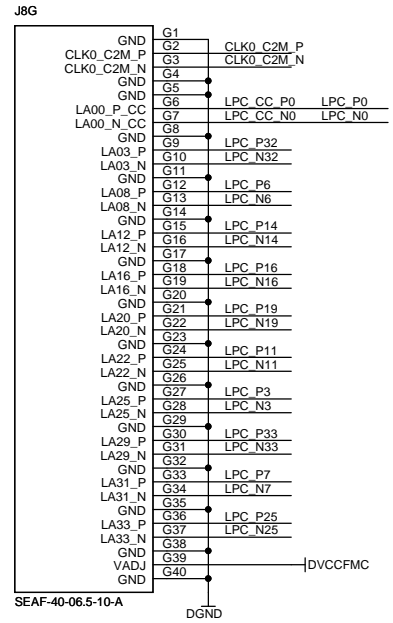 J8G
GND G1
CLK0_C2M_P G2 CLK0_C2M_P
CLK0_C2M_N G3 CLK0_C2M_N
GND G4
GND G5
LA00_P_CC G6 LPC_CC_P0 LPC_P0
LA00_N_CC G7 LPC_CC_N0 LPC_N0
GND G8
LA03_P G9 LPC_P32
LA03_N G10 LPC_N32
GND G11
LA08_P G12 LPC_P6
LA08_N G13 LPC_N6
GND G14
LA12_P G15 LPC_P14
LA12_N G16 LPC_N14
GND G17
LA16_P G18 LPC_P16
LA16_N G19 LPC_N16
GND G20
LA20_P G21 LPC_P19
LA20_N G22 LPC_N19
GND G23
LA22_P G24 LPC_P11
LA22_N G25 LPC_N11
GND G26
LA25_P G27 LPC_P3
LA25_N G28 LPC_N3
GND G29
LA29_P G30 LPC_P33
LA29_N G31 LPC_N33
GND G32
LA31_P G33 LPC_P7
LA31_N G34 LPC_N7
GND G35
LA33_P G36 LPC_P25
LA33_N G37 LPC_N25
GND G38
VADJ G39 DVCCFMC
GND G40
SEAF-40-06.5-10-A
DGND